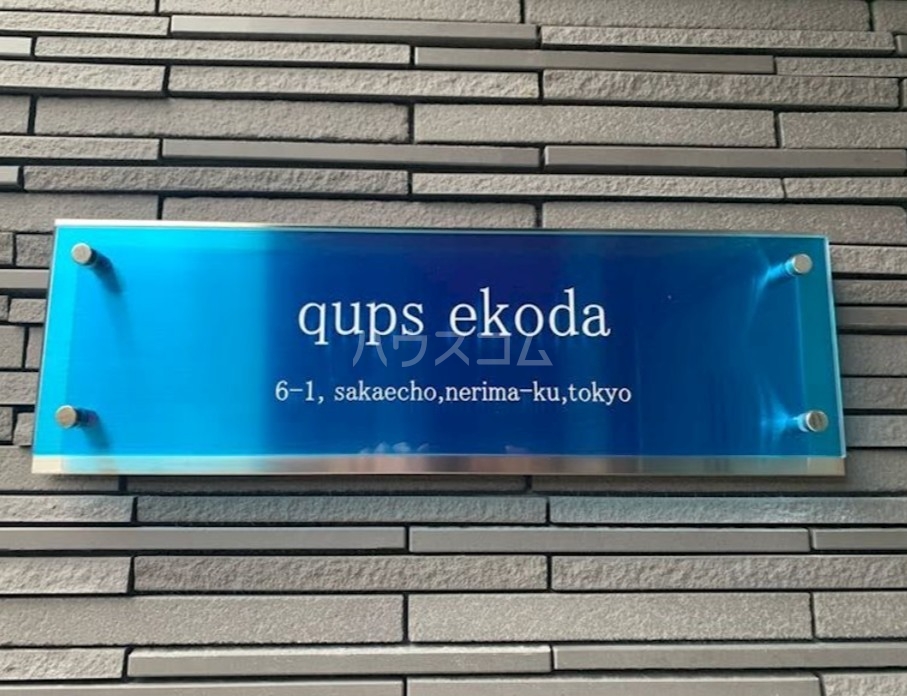 qups ekoda
ハウスコム
6-1, sakaecho,nerima-ku,tokyo